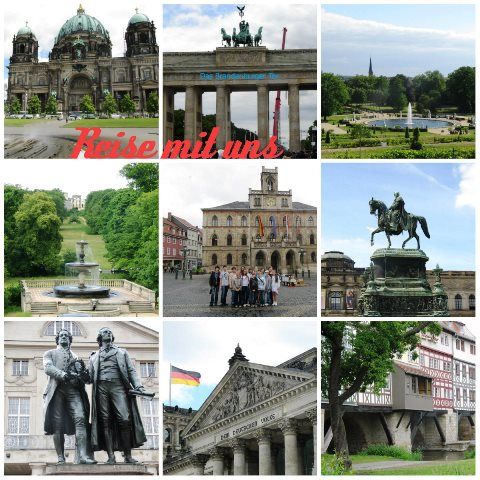 Das Brandenburger Tor
Reise mit uns
DEM DEUTSCHEN VOLKE